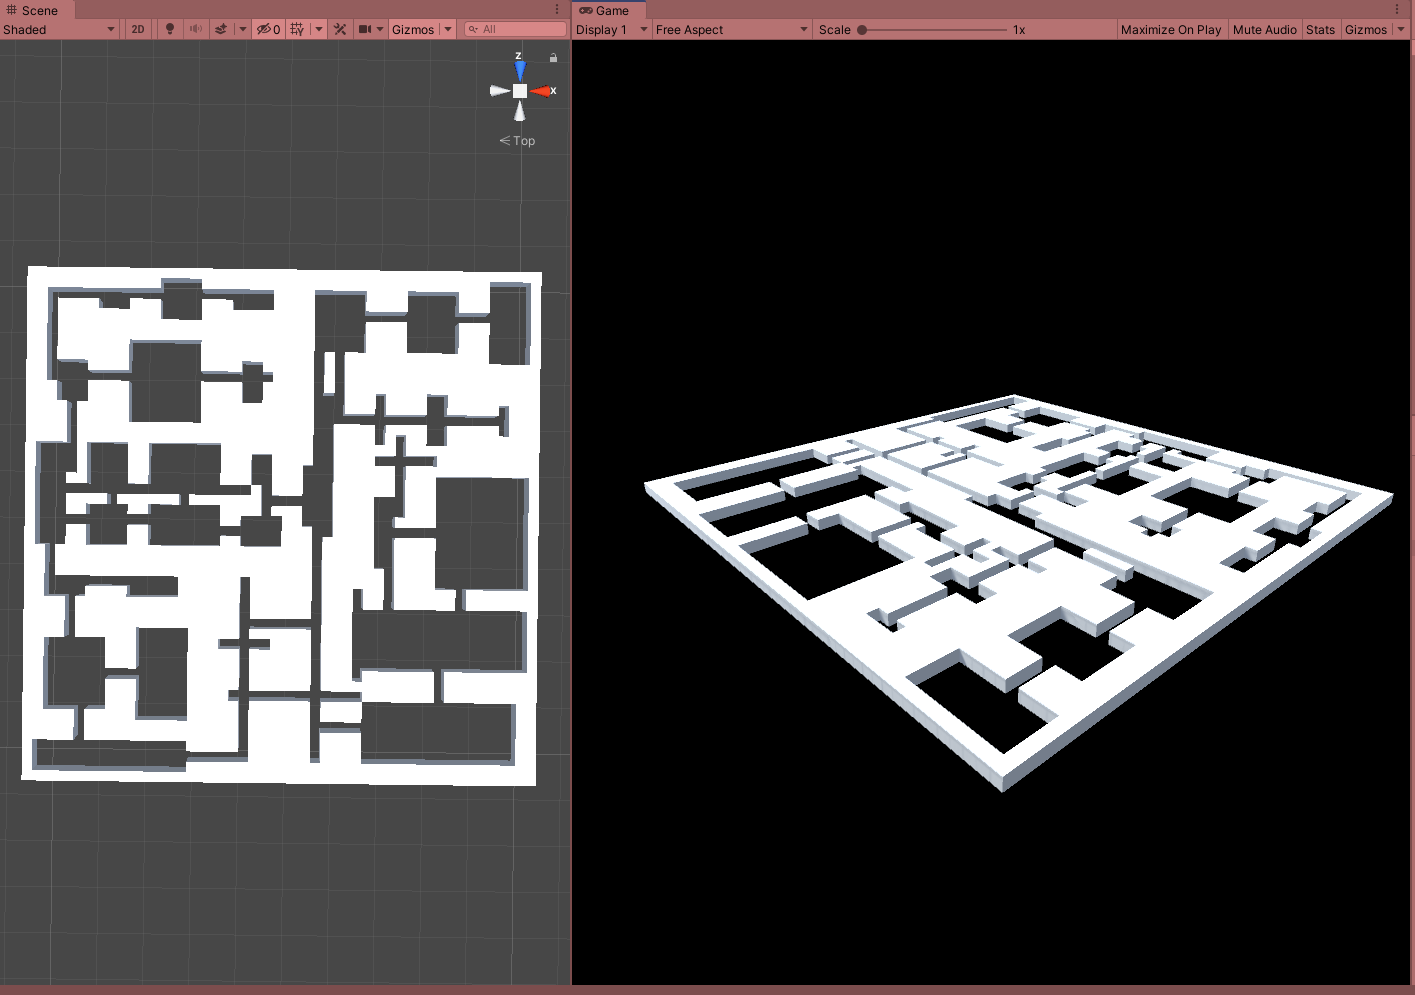 Scene
Shaded
2D
0
Gizmos
All
z
x
Top
Game
Display 1
Free Aspect
Scale
1x
Maximize On Play
Mute Audio
Stats
Gizmos